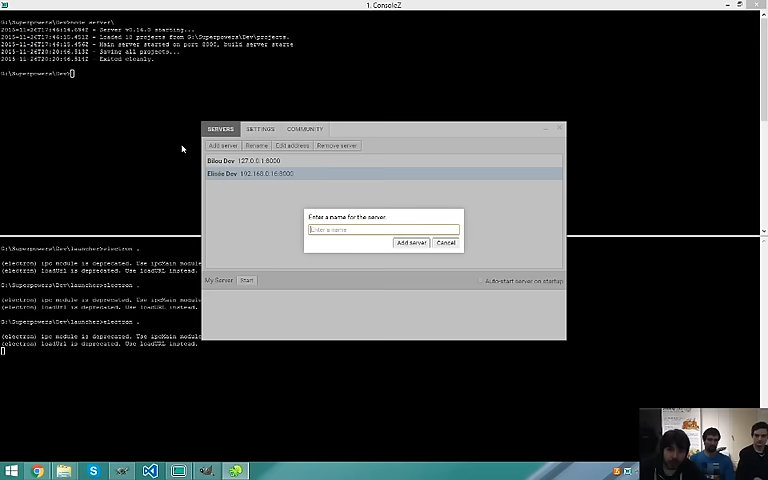 1. ConsoleZ
G:\Superpowers\Dev>node server\
2015-11-26T17:46:14.694Z - Server v0.16.0 starting...
2015-11-26T17:46:15.451Z - Loaded 18 projects from G:\Superpowers\Dev\projects.
2015-11-26T17:46:15.456Z - Main server started on port 8000, build server starte
2015-11-26T20:20:46.513Z - Saving all projects...
2015-11-26T20:20:46.514Z - Exited cleanly.
G:\Superpowers\Dev>
SERVERS SETTINGS COMMUNITY
Add server Rename Edit address Remove server
Bilou Dev 127.0.0.1:8000
Elisée Dev 192.168.0.16:8000
Enter a name for the server.
Enter a name
Add server Cancel
My Server Start Auto-start server on startup
G:\Superpowers\Dev\launcher>electron .
(electron) ipc module is deprecated. Use ipcMain module
(electron) loadUrl is deprecated. Use loadURL instead.
G:\Superpowers\Dev\launcher>electron .
(electron) ipc module is deprecated. Use ipcMain module
(electron) loadUrl is deprecated. Use loadURL instead.
G:\Superpowers\Dev\launcher>electron .
(electron) ipc module is deprecated. Use ipcMain module
(electron) loadUrl is deprecated. Use loadURL instead.